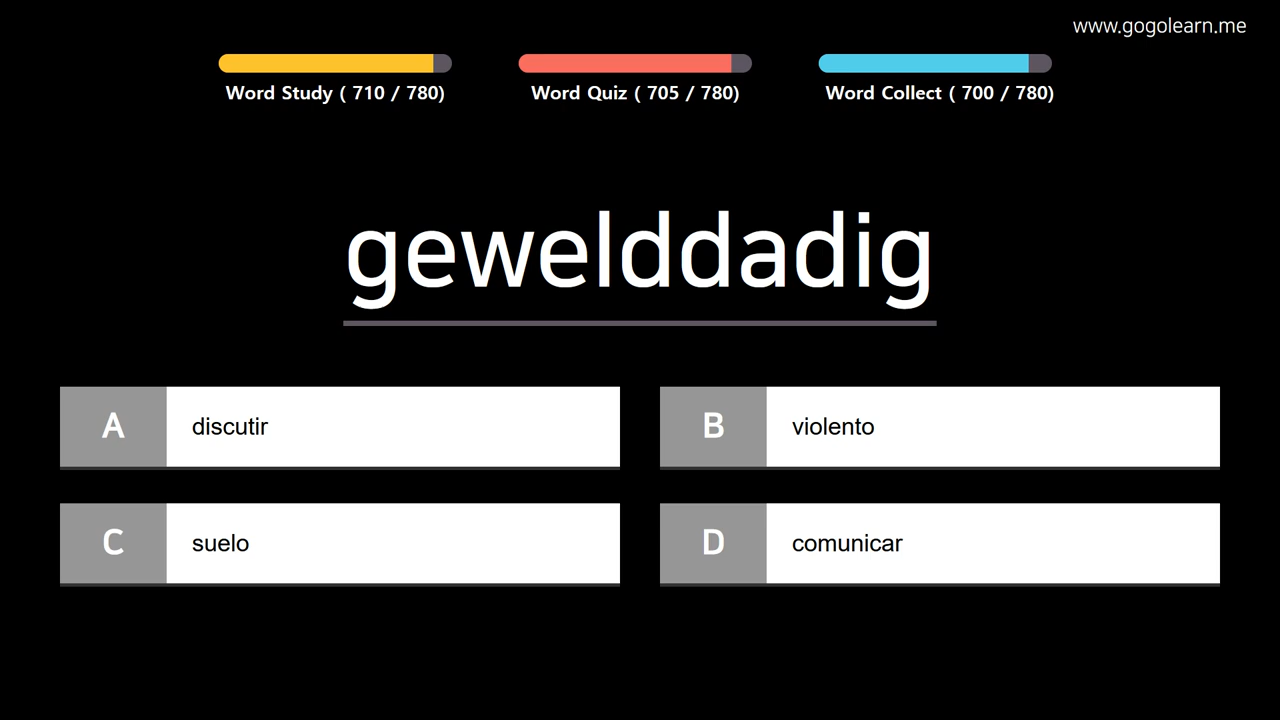 www.gogolearn.me
Word Study ( 710 / 780)
Word Quiz ( 705 / 780)
Word Collect ( 700 / 780)
gewelddadig
A discutir
B violento
C suelo
D comunicar